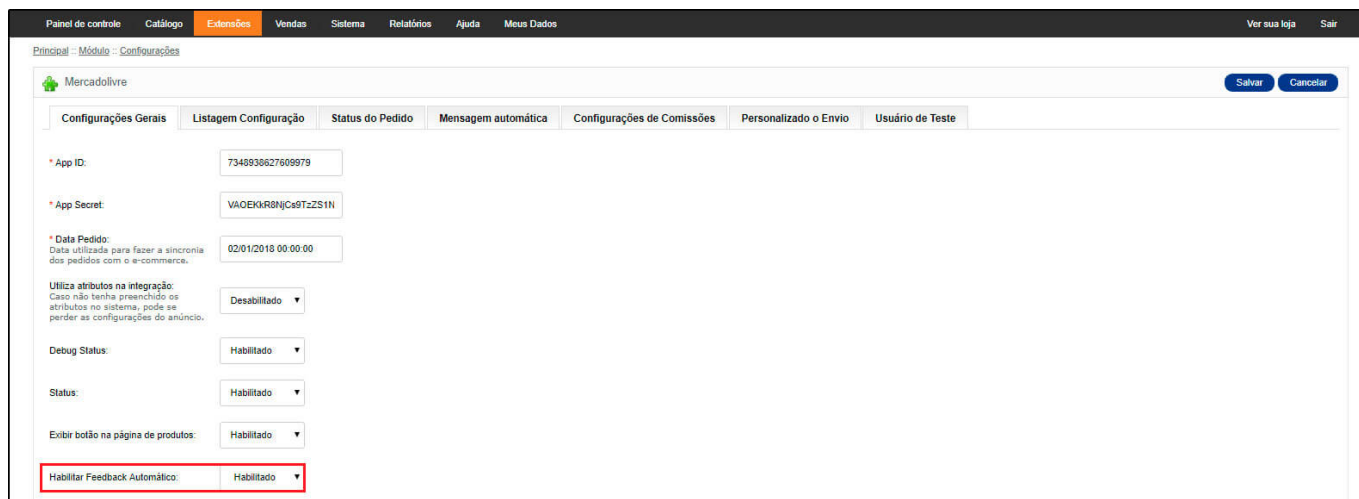 Painel de controle Catálogo Extensões Vendas Sistema Relatórios Ajuda Meus Dados Ver sua loja Sair
Principal :: Módulo :: Configurações
Mercadolivre Salvar Cancelar
Configurações Gerais Listagem Configuração Status do Pedido Mensagem automática Configurações de Comissões Personalizado o Envio Usuário de Teste
* App ID: 7348938627609979
* App Secret: VAOEKkR8NjCs9TzZS1N
* Data Pedido:
Data utilizada para fazer a sincronia
dos pedidos com o e-commerce.
02/01/2018 00:00:00
Utiliza atributos na integração:
Caso não tenha preenchido os
atributos no sistema, pode se
perder as configurações do anúncio.
Desabilitado
Debug Status: Habilitado
Status: Habilitado
Exibir botão na página de produtos: Habilitado
Habilitar Feedback Automático: Habilitado